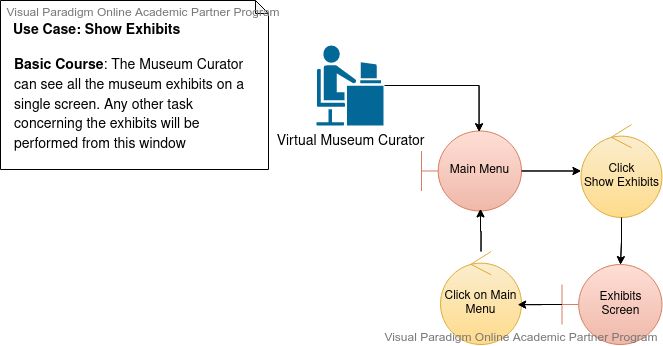 Visual Paradigm Online Academic Partner Program
Use Case: Show Exhibits
Basic Course: The Museum Curator
can see all the museum exhibits on a
single screen. Any other task
concerning the exhibits will be
performed from this window
Virtual Museum Curator
Main Menu
Click
Show Exhibits
Click on Main
Menu
Exhibits
Screen
Visual Paradigm Online Academic Partner Program